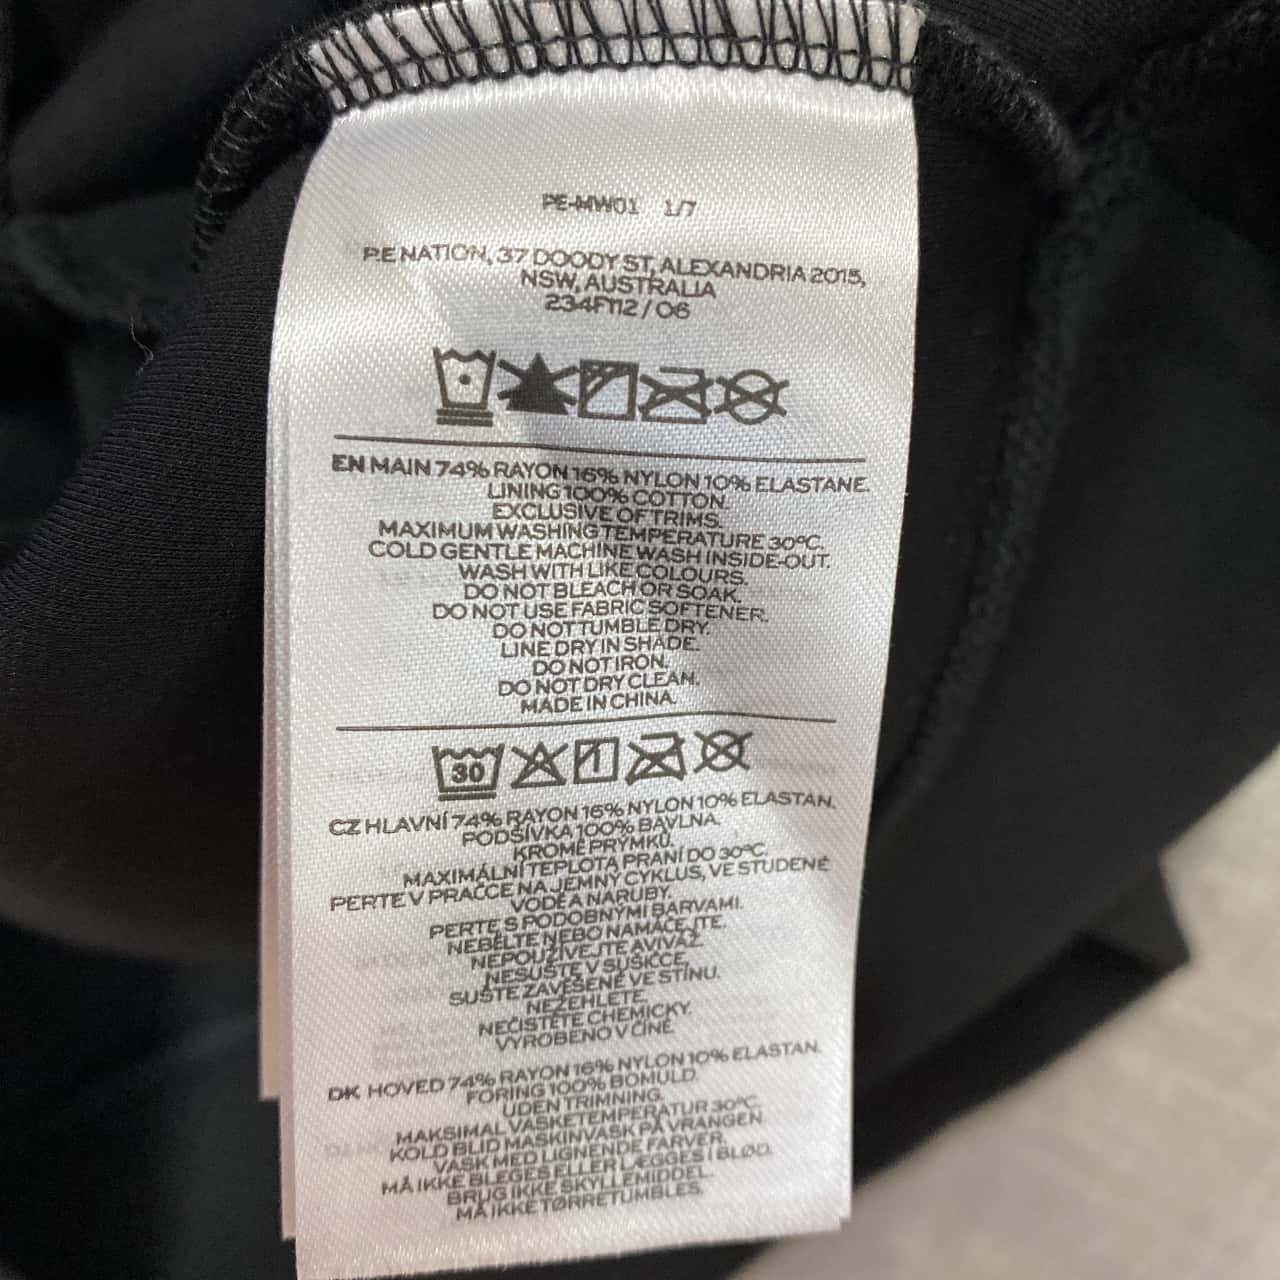 PE-MW01 1/7
P.E NATION, 37 DOODY ST, ALEXANDRIA 2015,
NSW, AUSTRALIA
234F112 / 06
EN MAIN 74% RAYON 16% NYLON 10% ELASTANE.
LINING 100% COTTON.
EXCLUSIVE OF TRIMS.
MAXIMUM WASHING TEMPERATURE 30°C.
COLD GENTLE MACHINE WASH INSIDE-OUT.
WASH WITH LIKE COLOURS.
DO NOT BLEACH OR SOAK.
DO NOT USE FABRIC SOFTENER.
DO NOT TUMBLE DRY.
LINE DRY IN SHADE.
DO NOT IRON.
DO NOT DRY CLEAN.
MADE IN CHINA.
30
CZ HLAVNÍ 74% RAYON 16% NYLON 10% ELASTAN.
PODŠÍVKA 100% BAVLNA.
KROMĚ PRÝMKŮ.
MAXIMÁLNÍ TEPLOTA PRANÍ DO 30°C.
PERTE V PRAČCE NA JEMNÝ CYKLUS, VE STUDENÉ
VODĚ A NARUBY.
PERTE S PODOBNÝMI BARVAMI.
NEBĚLTE NEBO NAMÁČEJTE.
NEPOUŽÍVEJTE AVIVÁŽ.
NESUŠTE V SUŠIČCE.
SUŠTE ZAVĚŠENÉ VE STÍNU.
NEŽEHLETE.
NEČISTĚTE CHEMICKY.
VYROBENO V ČÍNĚ.
DK HOVED 74% RAYON 16% NYLON 10% ELASTAN.
FORING 100% BOMULD.
UDEN TRIMNING.
MAKSIMAL VASKETEMPERATUR 30°C.
KOLD BLID MASKINVASK PÅ VRANGEN.
VASK MED LIGNENDE FARVER.
MÅ IKKE BLEGES ELLER LÆGGES I BLØD.
BRUG IKKE SKYLLEMIDDEL.
MÅ IKKE TØRRETUMBLES.